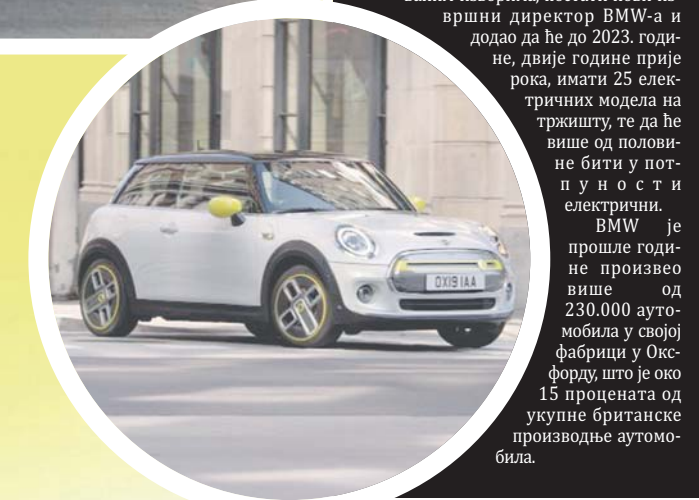 вршни директор BMW-а и
додао да ће до 2023. годи-
не, двије године прије
рока, имати 25 елек-
тричних модела на
тржишту, те да ће
више од полови-
не бити у пот-
пуности
електрични.
BMW је
прошле годи-
не произвео
више од
230.000 ауто-
мобила у својој
фабрици у Окс-
форду, што је око
15 процената од
укупне британске
производње аутомо-
била.
OX19 IAA